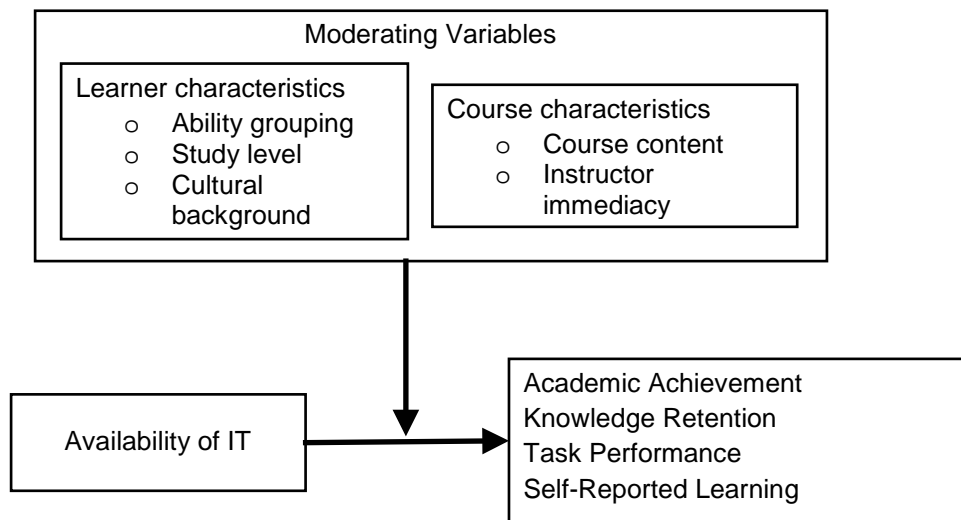 Moderating Variables
Learner characteristics
o Ability grouping
o Study level
o Cultural
background
Course characteristics
o Course content
o Instructor
immediacy
Availability of IT
Academic Achievement
Knowledge Retention
Task Performance
Self-Reported Learning